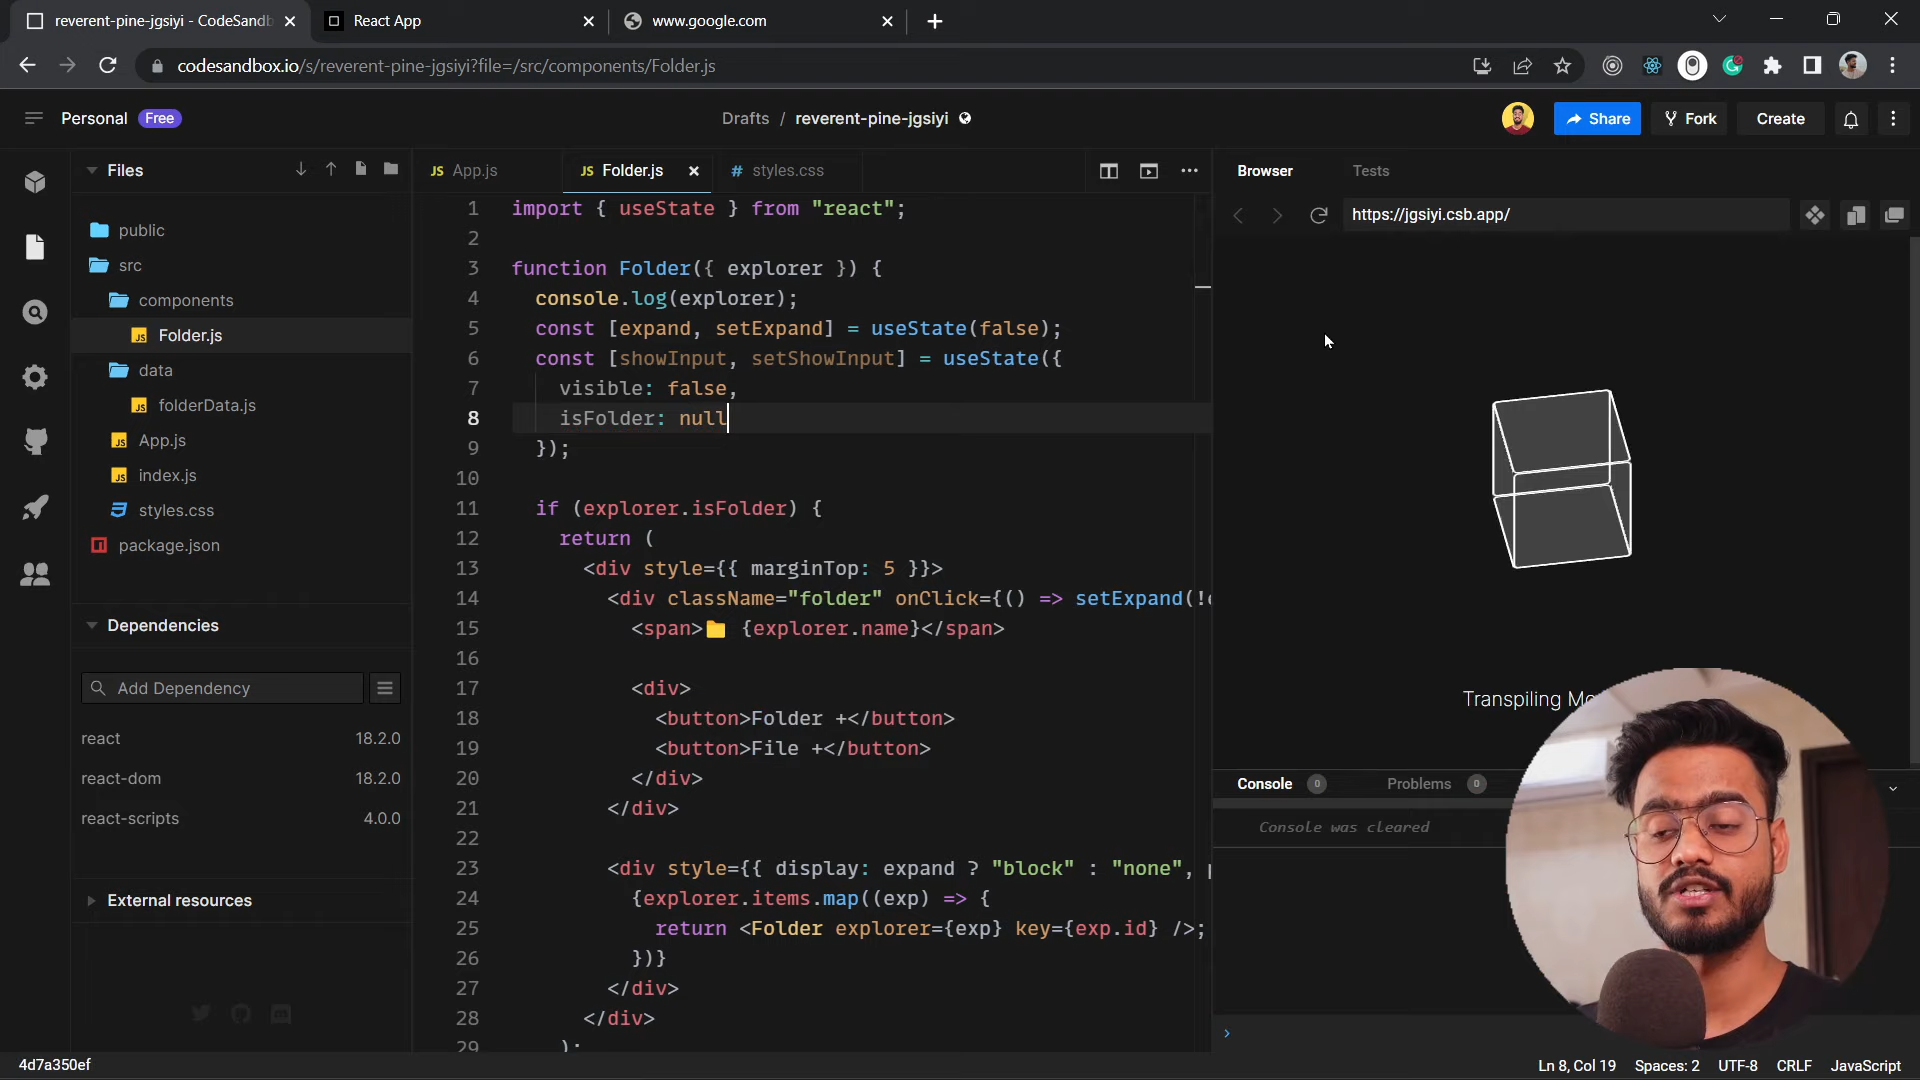 reverent-pine-jgsiyi - CodeSandb
React App
www.google.com
codesandbox.io/s/reverent-pine-jgsiyi?file=/src/components/Folder.js
Personal Free
Drafts / reverent-pine-jgsiyi
Share
Fork
Create
Files
public
src
components
JS Folder.js
data
JS folderData.js
JS App.js
JS index.js
styles.css
package.json
Dependencies
Add Dependency
react 18.2.0
react-dom 18.2.0
react-scripts 4.0.0
External resources
JS App.js
JS Folder.js
# styles.css
1 import { useState } from "react";
2
3 function Folder({ explorer }) {
4 console.log(explorer);
5 const [expand, setExpand] = useState(false);
6 const [showInput, setShowInput] = useState({
7 visible: false,
8 isFolder: null
9 });
10
11 if (explorer.isFolder) {
12 return (
13 <div style={{ marginTop: 5 }}>
14 <div className="folder" onClick={() => setExpand(!
15 <span>📁 {explorer.name}</span>
16
17 <div>
18 <button>Folder +</button>
19 <button>File +</button>
20 </div>
21 </div>
22
23 <div style={{ display: expand ? "block" : "none",
24 {explorer.items.map((exp) => {
25 return <Folder explorer={exp} key={exp.id} />;
26 })}
27 </div>
28 </div>
29 );
Browser
Tests
https://jgsiyi.csb.app/
Transpiling
Console 0
Problems 0
Console was cleared
4d7a350ef
Ln 8, Col 19
Spaces: 2
UTF-8
CRLF
JavaScript